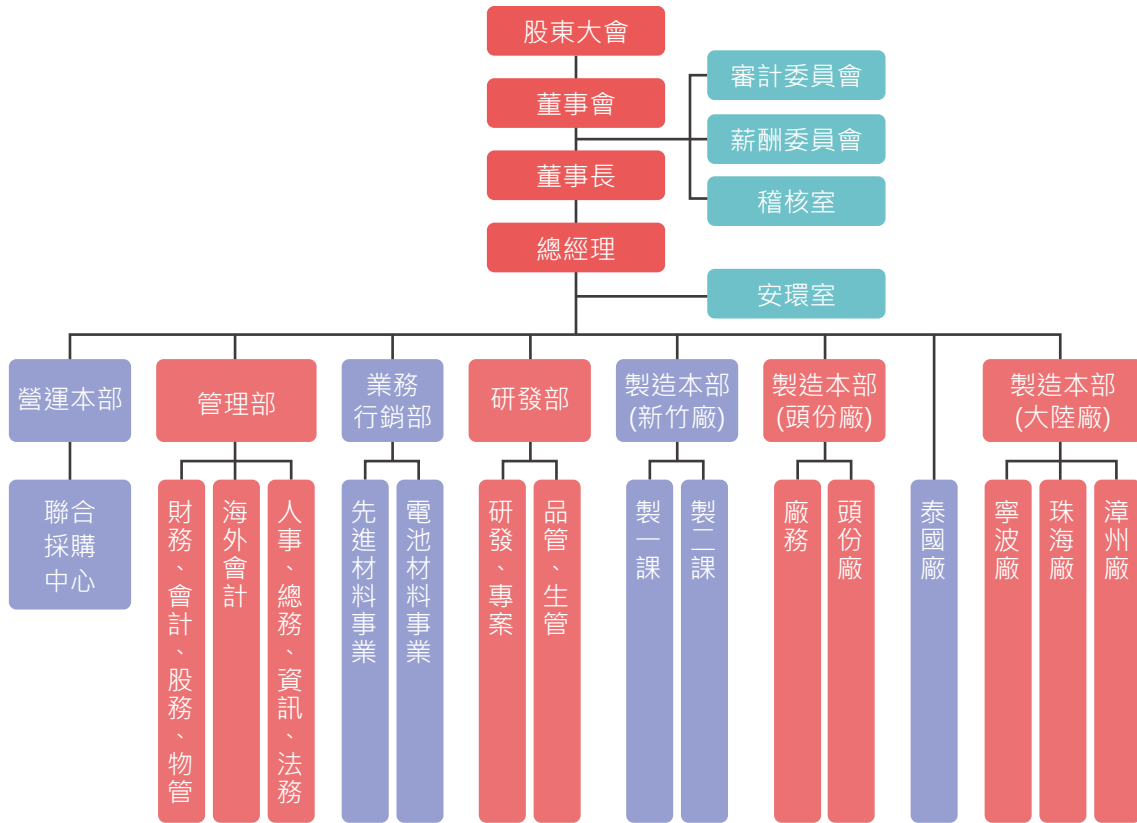 股東大會
董事會
審計委員會
薪酬委員會
董事長
稽核室
總經理
安環室
營運本部
管理部
業務
行銷部
研發部
製造本部
(新竹廠)
製造本部
(頭份廠)
製造本部
(大陸廠)
聯合
採購
中心
財務、會計、股務、物管
海外會計
人事、總務、資訊、法務
先進材料事業
電池材料事業
研發、專案
品管、生管
製一課
製二課
廠務
頭份廠
泰國廠
寧波廠
珠海廠
漳州廠